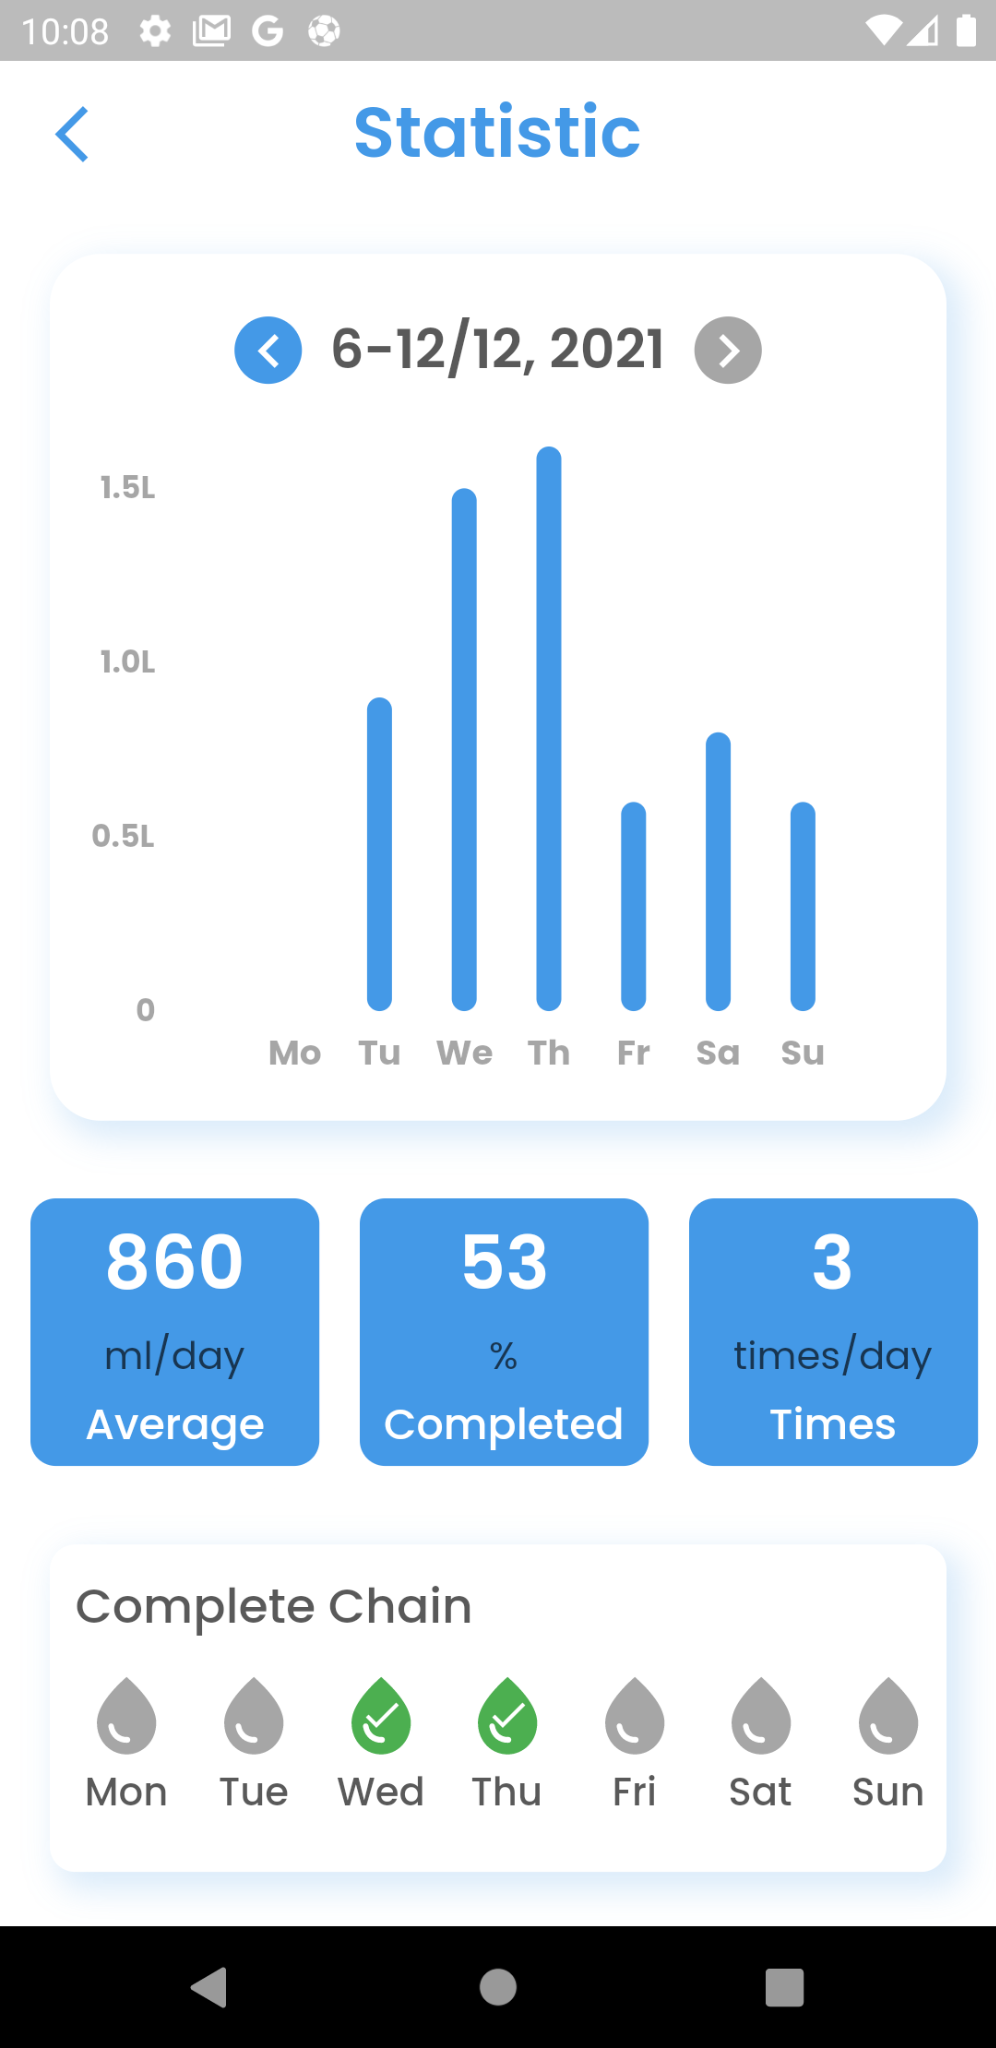 10:08
Statistic
6-12/12, 2021
1.5L
1.0L
0.5L
0
Mo Tu We Th Fr Sa Su
860 53 3
ml/day % times/day
Average Completed Times
Complete Chain
Mon Tue Wed Thu Fri Sat Sun